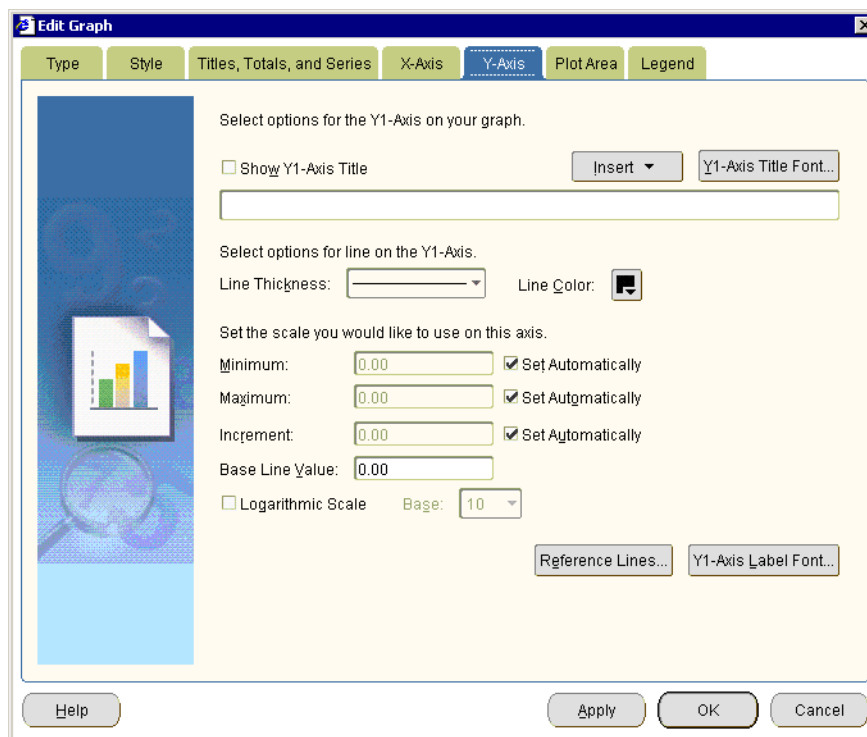 Edit Graph
Type Style Titles, Totals, and Series X-Axis Y-Axis Plot Area Legend
Select options for the Y1-Axis on your graph.
Show Y1-Axis Title Insert Y1-Axis Title Font...
Select options for line on the Y1-Axis.
Line Thickness: Line Color:
Set the scale you would like to use on this axis.
Minimum: 0.00 Set Automatically
Maximum: 0.00 Set Automatically
Increment: 0.00 Set Automatically
Base Line Value: 0.00
Logarithmic Scale Base: 10
Reference Lines... Y1-Axis Label Font...
Help Apply OK Cancel